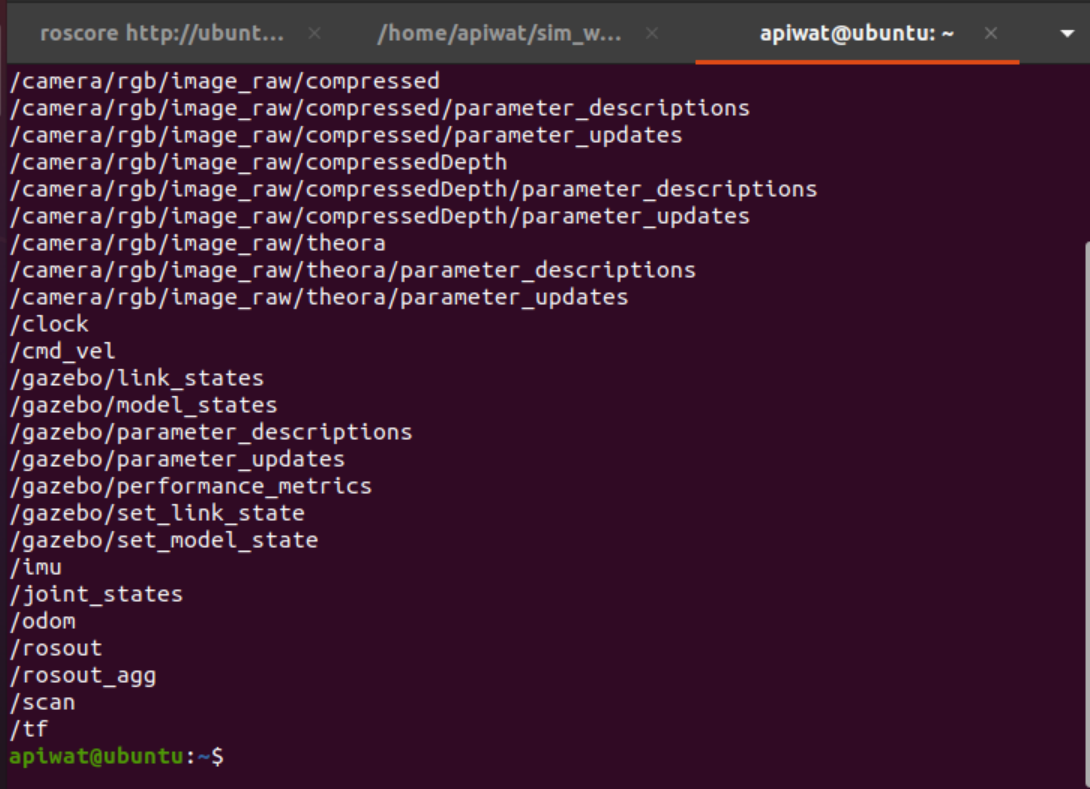 roscore http://ubunt... × /home/apiwat/sim_w... × apiwat@ubuntu: ~ ×
/camera/rgb/image_raw/compressed
/camera/rgb/image_raw/compressed/parameter_descriptions
/camera/rgb/image_raw/compressed/parameter_updates
/camera/rgb/image_raw/compressedDepth
/camera/rgb/image_raw/compressedDepth/parameter_descriptions
/camera/rgb/image_raw/compressedDepth/parameter_updates
/camera/rgb/image_raw/theora
/camera/rgb/image_raw/theora/parameter_descriptions
/camera/rgb/image_raw/theora/parameter_updates
/clock
/cmd_vel
/gazebo/link_states
/gazebo/model_states
/gazebo/parameter_descriptions
/gazebo/parameter_updates
/gazebo/performance_metrics
/gazebo/set_link_state
/gazebo/set_model_state
/imu
/joint_states
/odom
/rosout
/rosout_agg
/scan
/tf
apiwat@ubuntu:~$